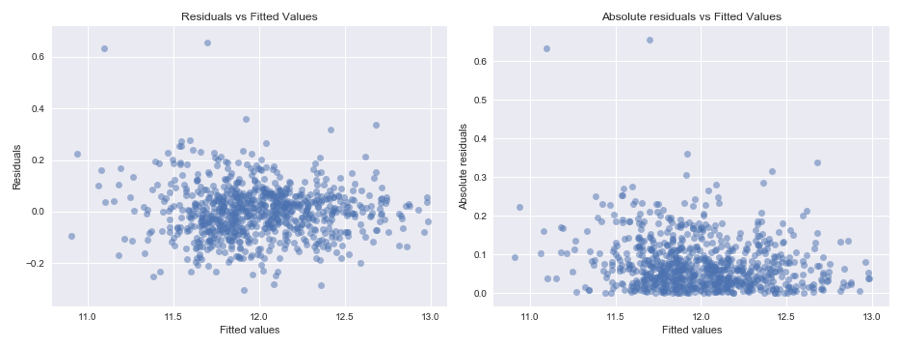 Residuals vs Fitted Values
Residuals
0.6
0.4
0.2
0.0
−0.2
11.0 11.5 12.0 12.5 13.0
Fitted values
Absolute residuals vs Fitted Values
Absolute residuals
0.6
0.5
0.4
0.3
0.2
0.1
0.0
11.0 11.5 12.0 12.5 13.0
Fitted values